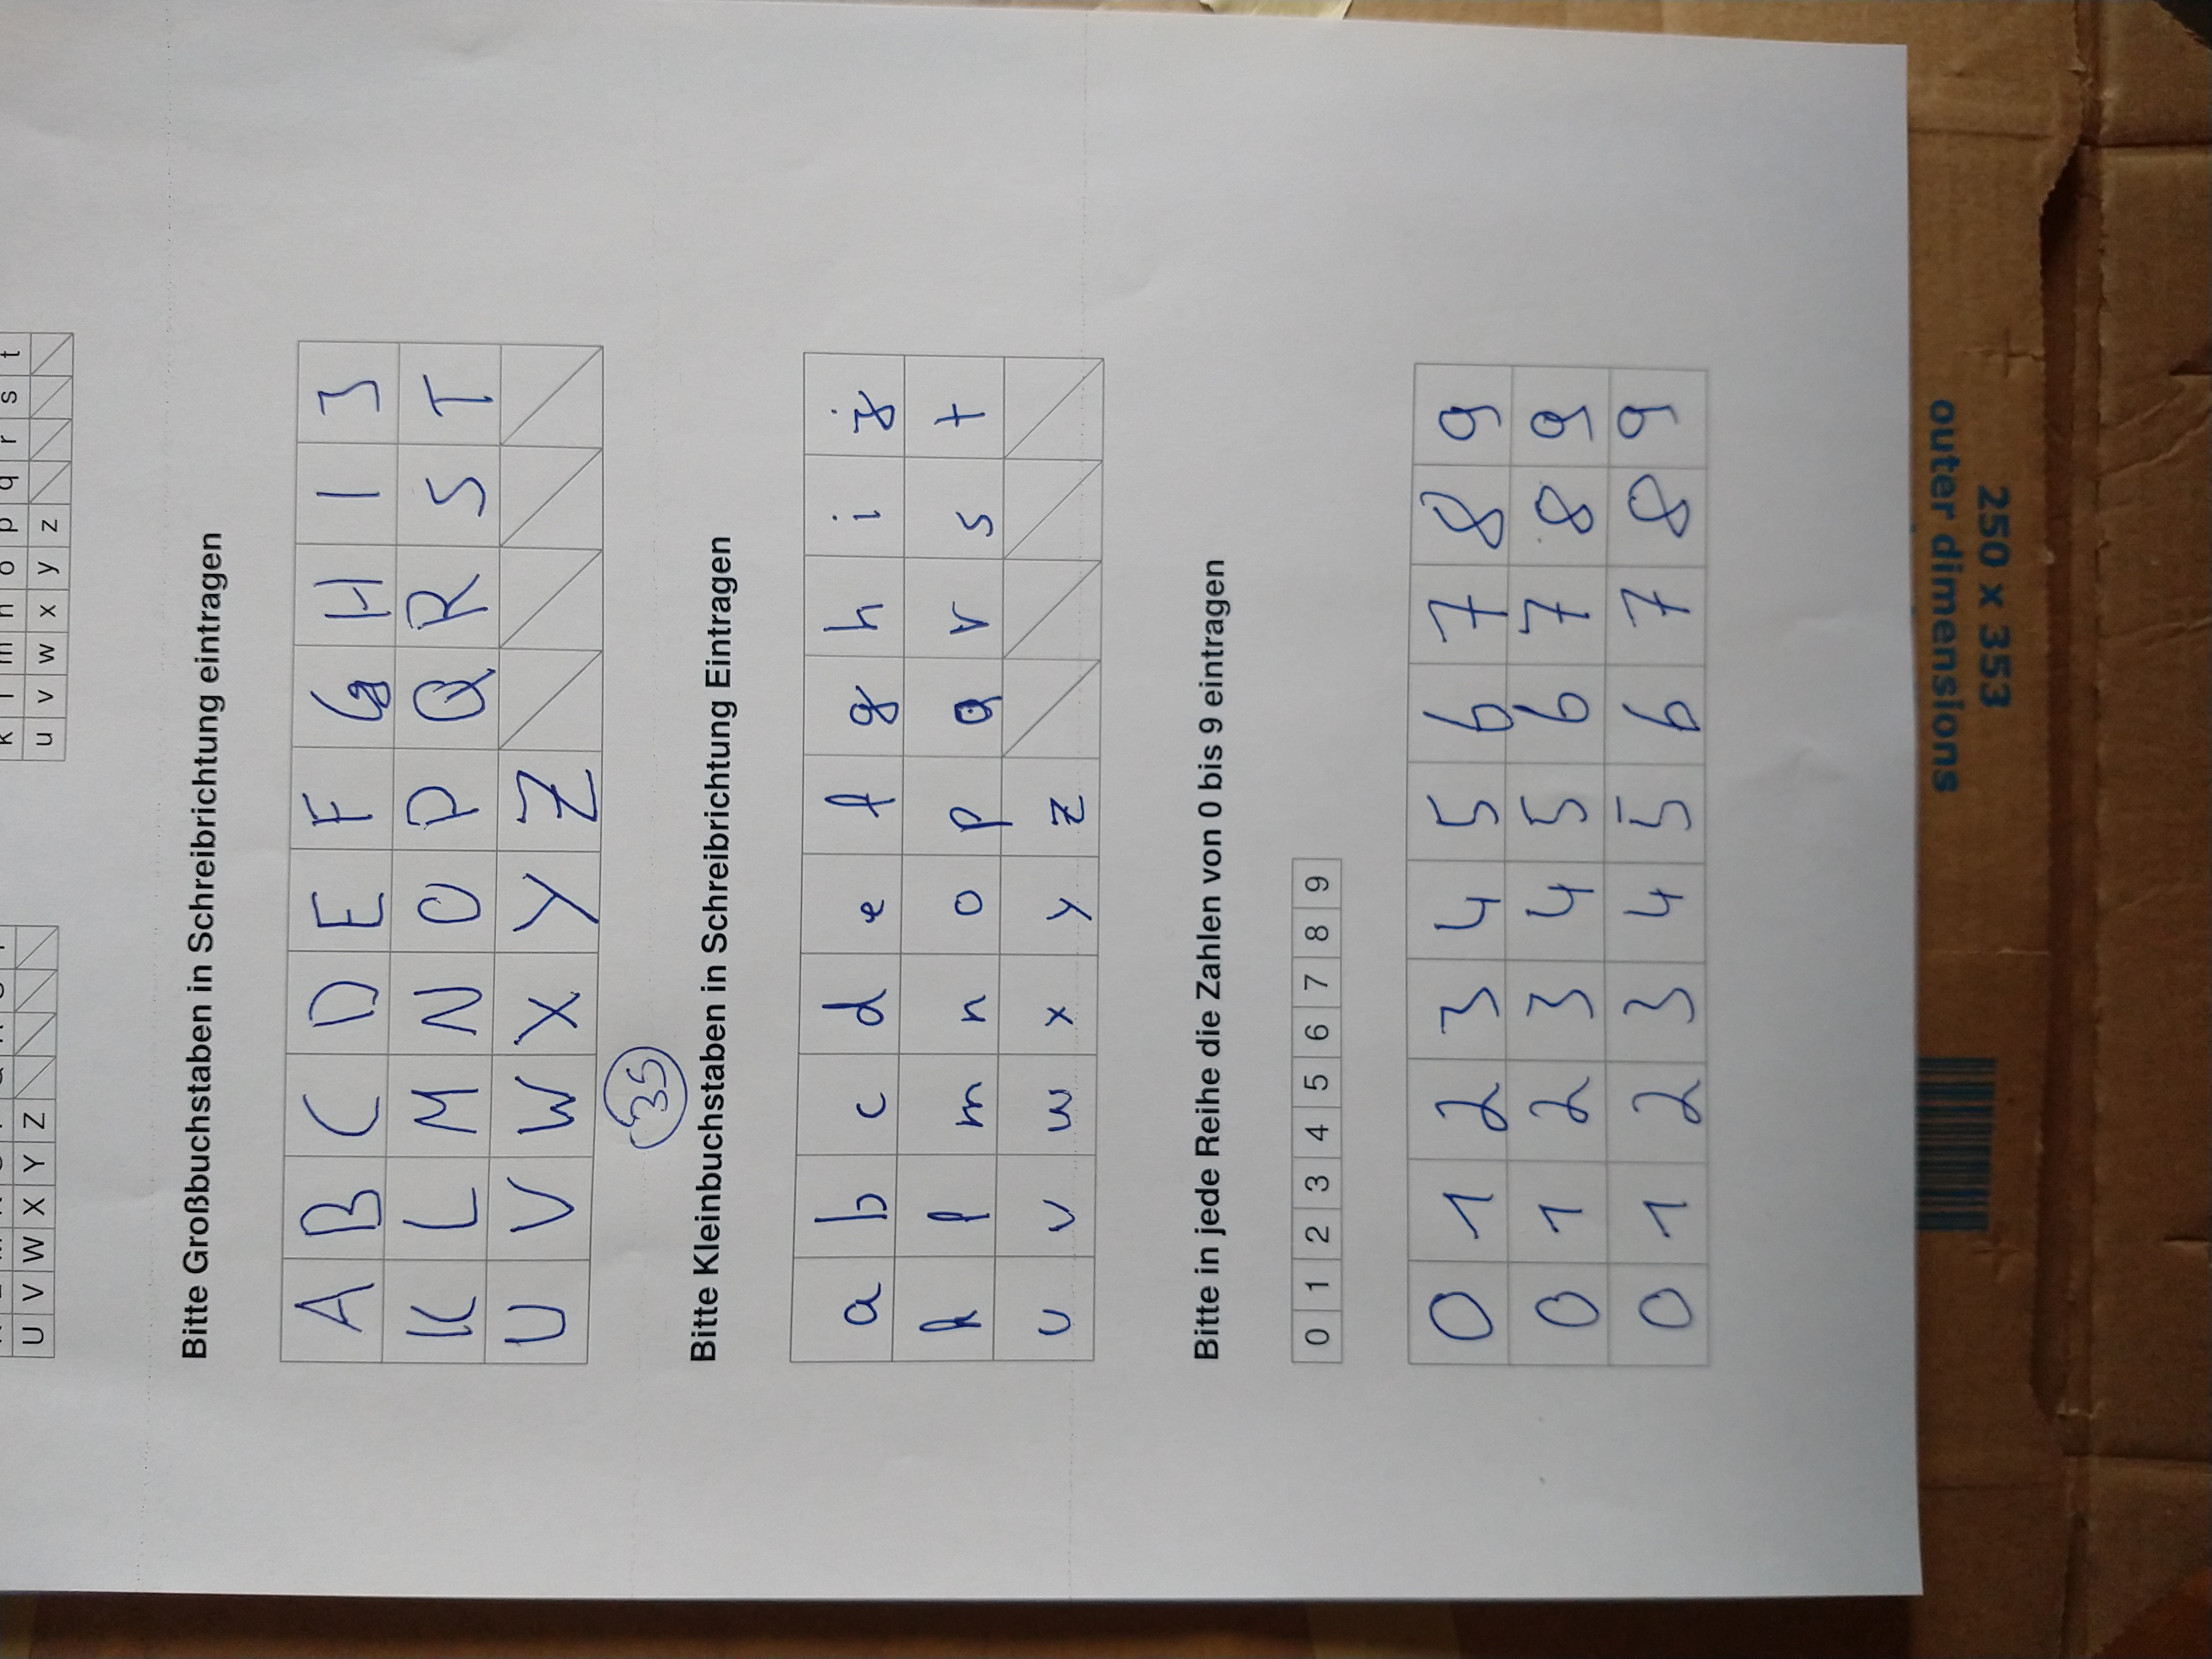 K L M N O P Q R S T
U V W X Y Z
k l m n o p q r s t
u v w x y z
Bitte Großbuchstaben in Schreibrichtung eintragen
A B C D E F G H I J
K L M N O P Q R S T
U V W X Y Z
35
Bitte Kleinbuchstaben in Schreibrichtung Eintragen
a b c d e f g h i j
k l m n o p q r s t
u v w x y z
Bitte in jede Reihe die Zahlen von 0 bis 9 eintragen
0 1 2 3 4 5 6 7 8 9
0 1 2 3 4 5 6 7 8 9
0 1 2 3 4 5 6 7 8 9
0 1 2 3 4 5 6 7 8 9
250 x 353
outer dimensions